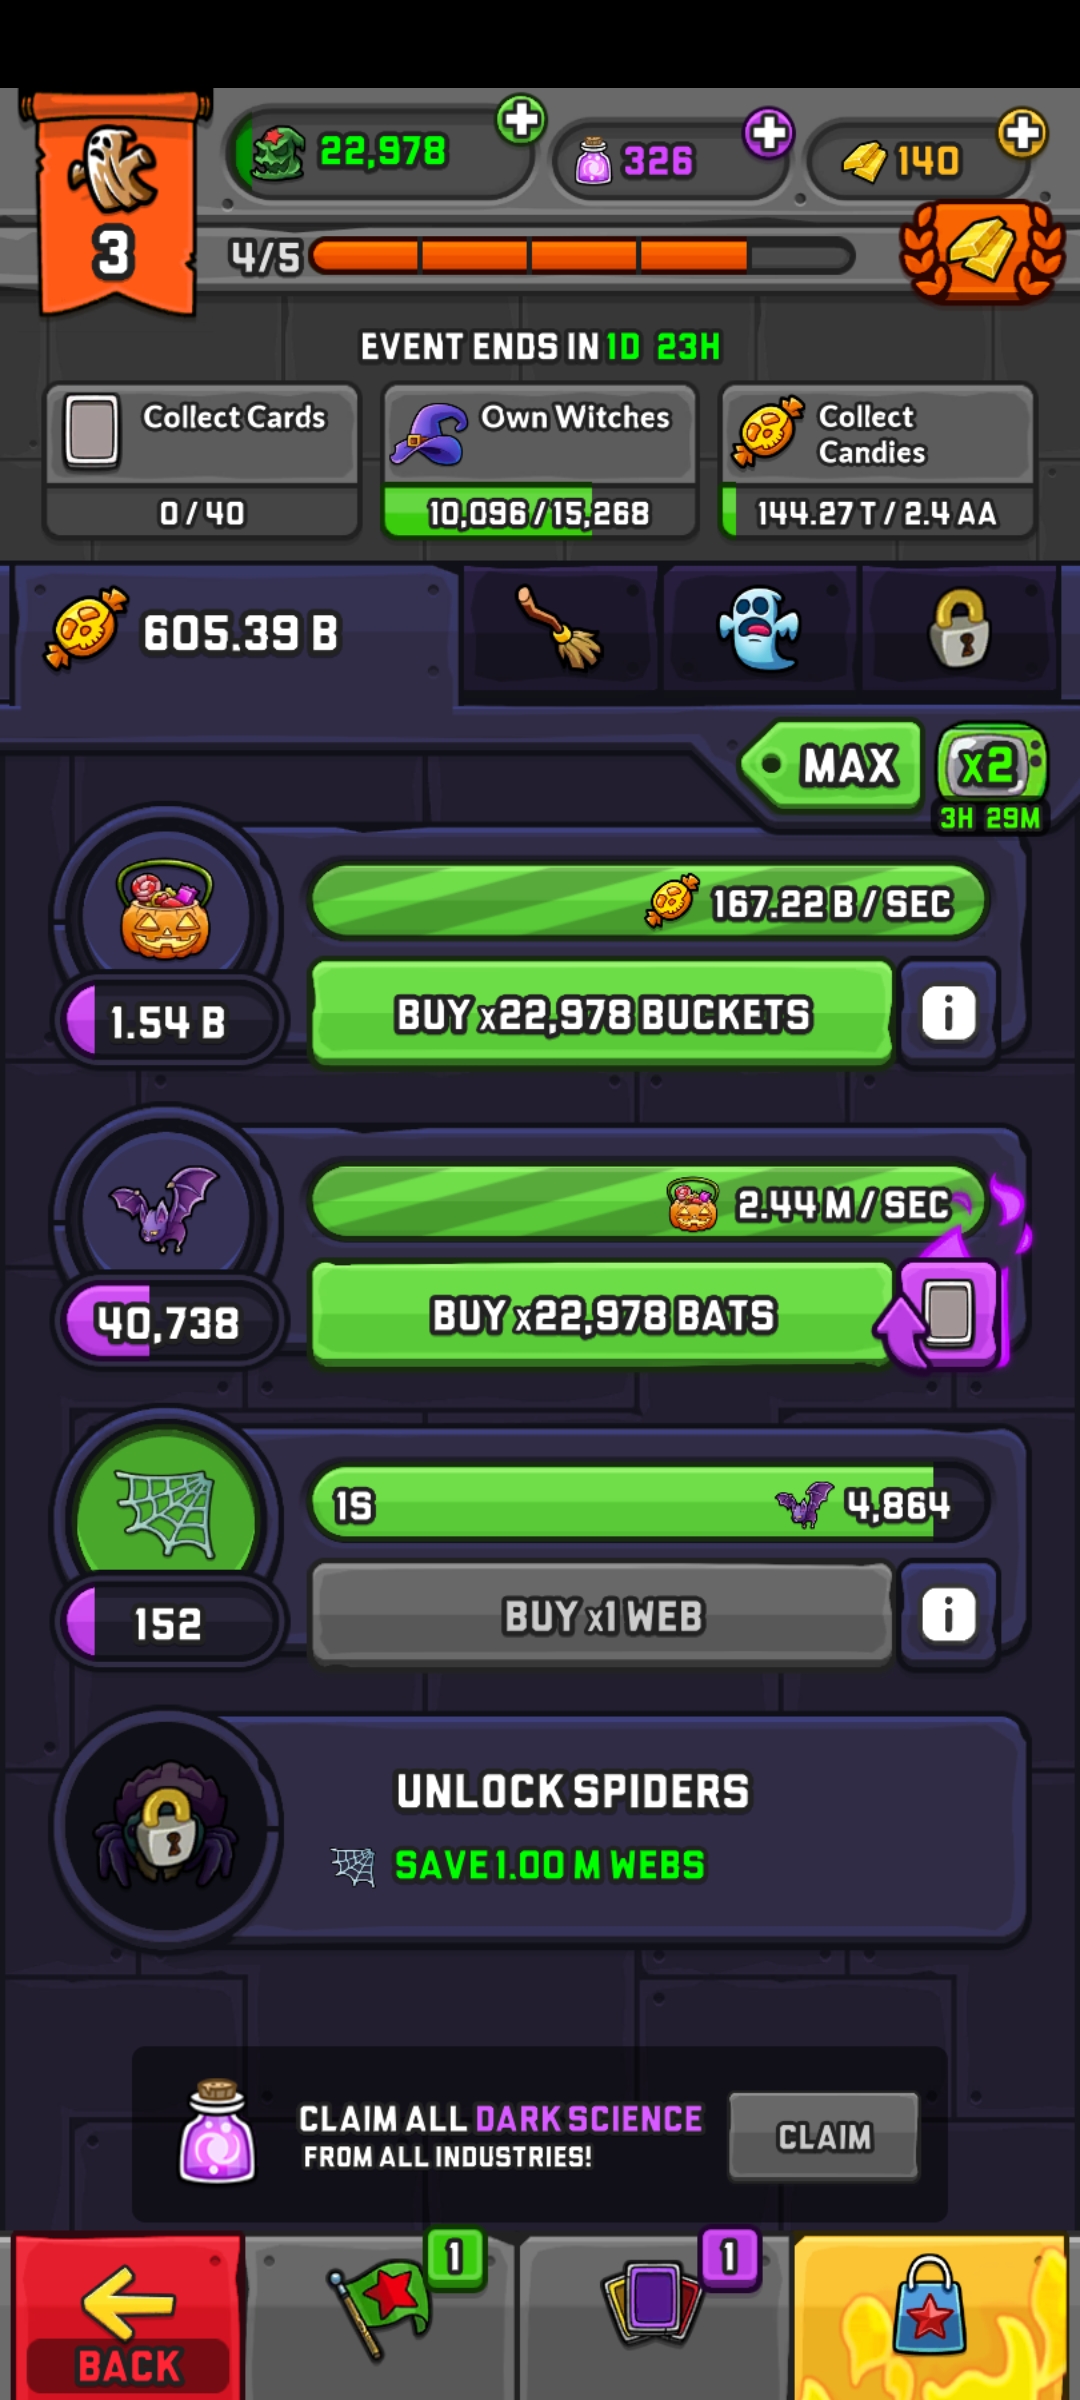 22,978
326
140
3
4/5
EVENT ENDS IN 1D 23H
Collect Cards
0 / 40
Own Witches
10,096 / 15,268
Collect
Candies
144.27 T / 2.4 AA
605.39 B
MAX
x2
3H 29M
167.22 B / SEC
1.54 B
BUY x22,978 BUCKETS
i
2.44 M / SEC
40,738
BUY x22,978 BATS
1S
4,864
152
BUY x1 WEB
i
UNLOCK SPIDERS
SAVE 1.00 M WEBS
CLAIM ALL DARK SCIENCE
FROM ALL INDUSTRIES!
CLAIM
1
1
BACK